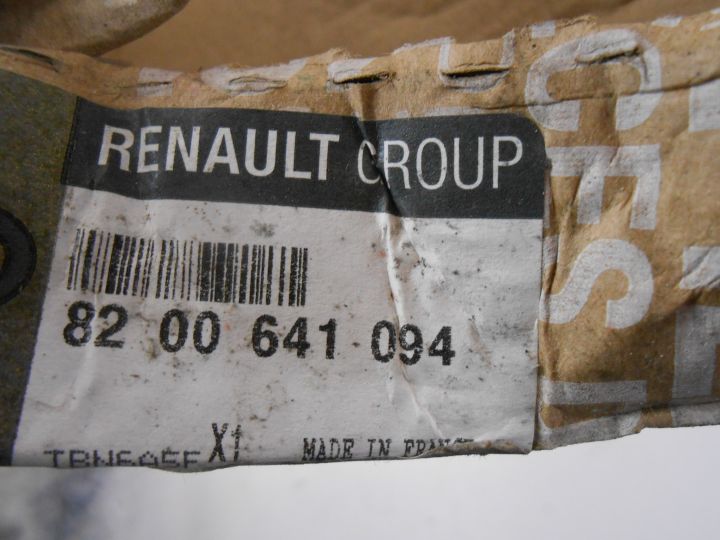 RENAULT GROUP
82 00 641 094
X1 MADE IN FRANCE